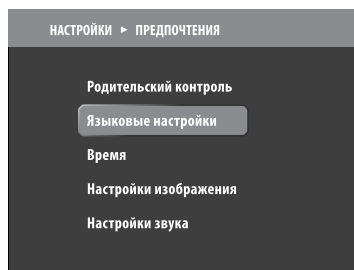 НАСТРОЙКИ ► ПРЕДПОЧТЕНИЯ
Родительский контроль
Языковые настройки
Время
Настройки изображения
Настройки звука